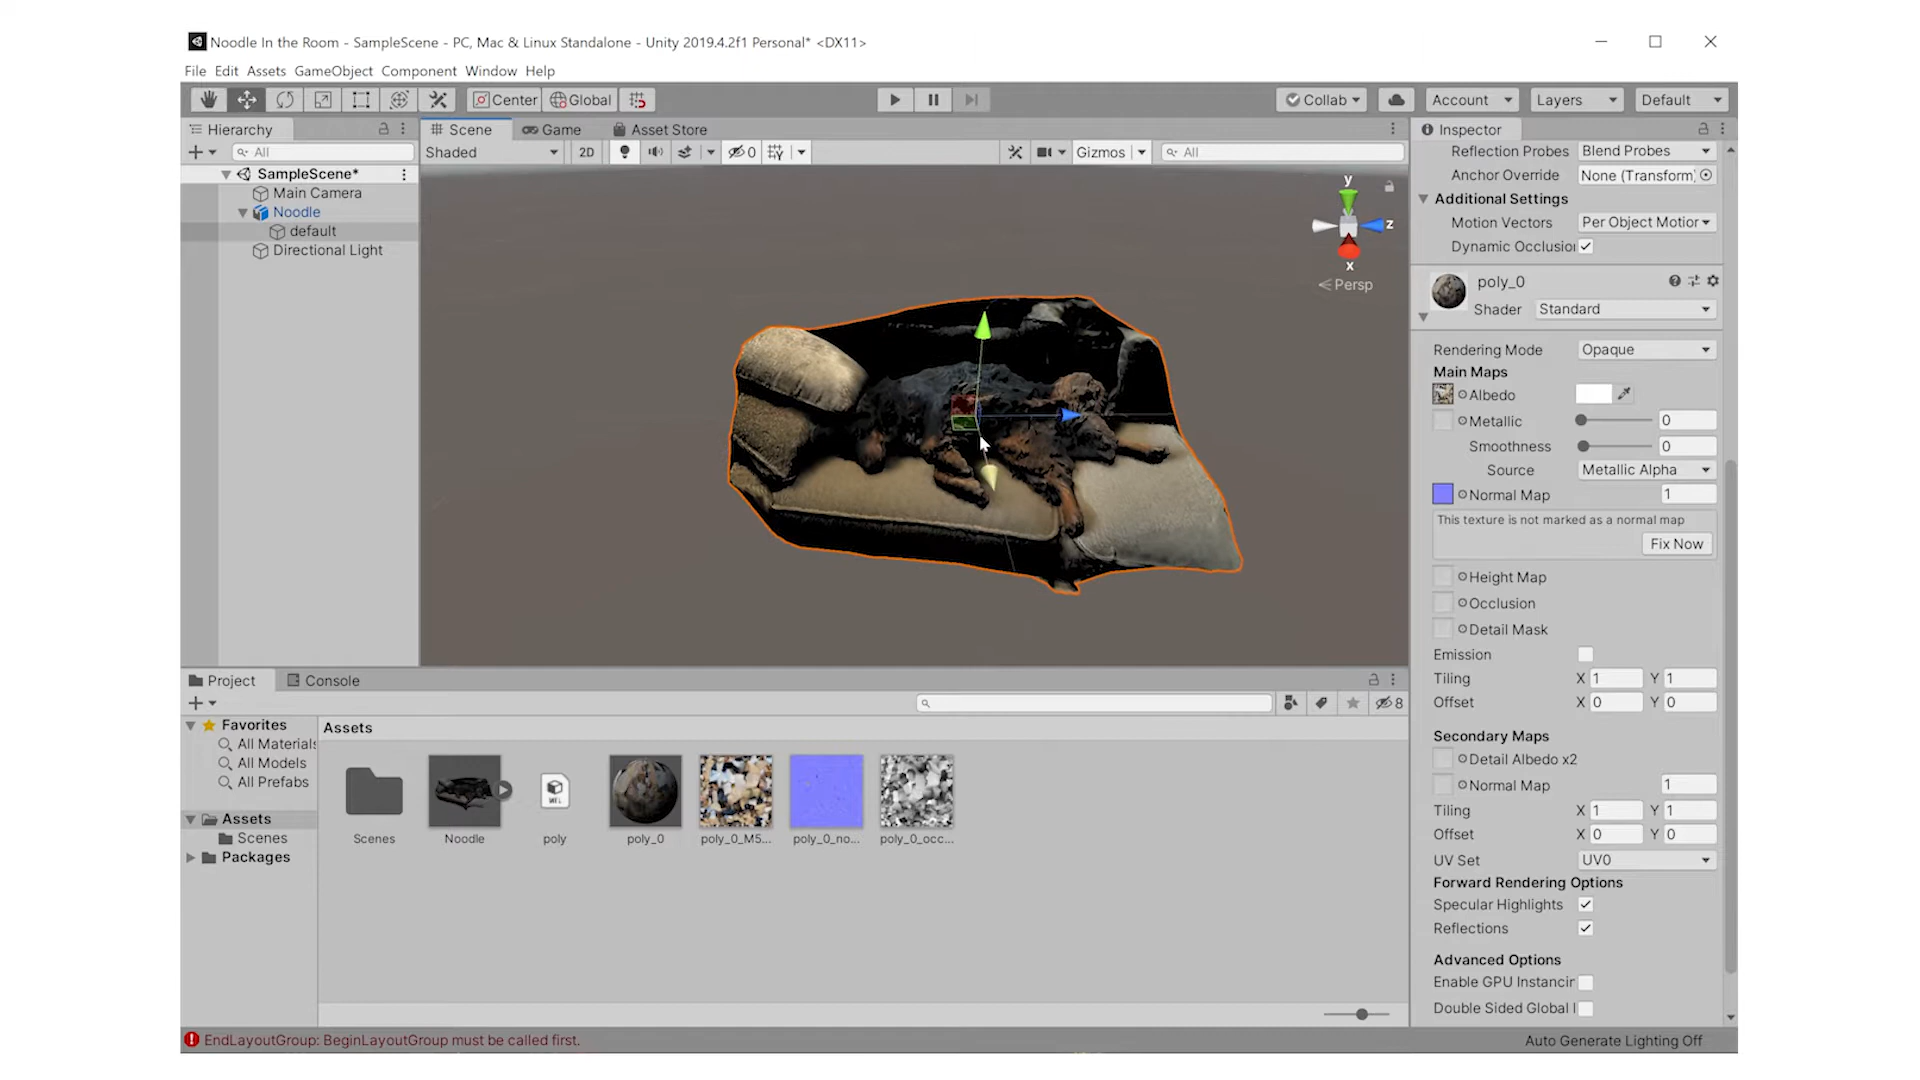 Noodle In the Room - SampleScene - PC, Mac & Linux Standalone - Unity 2019.4.2f1 Personal* <DX11>
File Edit Assets GameObject Component Window Help
Center Global Collab Account Layers Default
Hierarchy
All
SampleScene*
Main Camera
Noodle
default
Directional Light
Scene Game Asset Store
Shaded 2D 0 Gizmos All
y
z
x
Persp
Inspector
Reflection Probes Blend Probes
Anchor Override None (Transform)
Additional Settings
Motion Vectors Per Object Motior
Dynamic Occlusio
poly_0
Shader Standard
Rendering Mode Opaque
Main Maps
Albedo
Metallic 0
Smoothness 0
Source Metallic Alpha
Normal Map 1
This texture is not marked as a normal map
Fix Now
Height Map
Occlusion
Detail Mask
Emission
Tiling X 1 Y 1
Offset X 0 Y 0
Secondary Maps
Detail Albedo x2
Normal Map 1
Tiling X 1 Y 1
Offset X 0 Y 0
UV Set UV0
Forward Rendering Options
Specular Highlights
Reflections
Advanced Options
Enable GPU Instancir
Double Sided Global I
Project Console
8
Favorites
All Materials
All Models
All Prefabs
Assets
Scenes
Packages
Assets
Scenes Noodle poly poly_0 poly_0_M5... poly_0_no... poly_0_occ...
EndLayoutGroup: BeginLayoutGroup must be called first.
Auto Generate Lighting Off